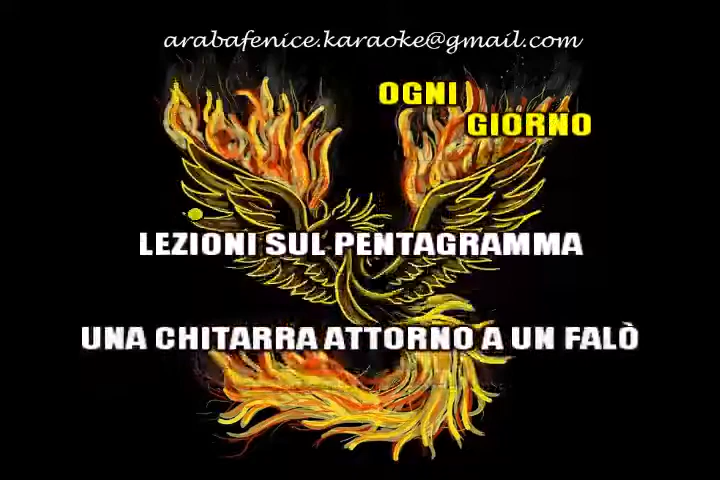 arabafenice.karaoke@gmail.com
OGNI
GIORNO
LEZIONI SUL PENTAGRAMMA
UNA CHITARRA ATTORNO A UN FALÒ